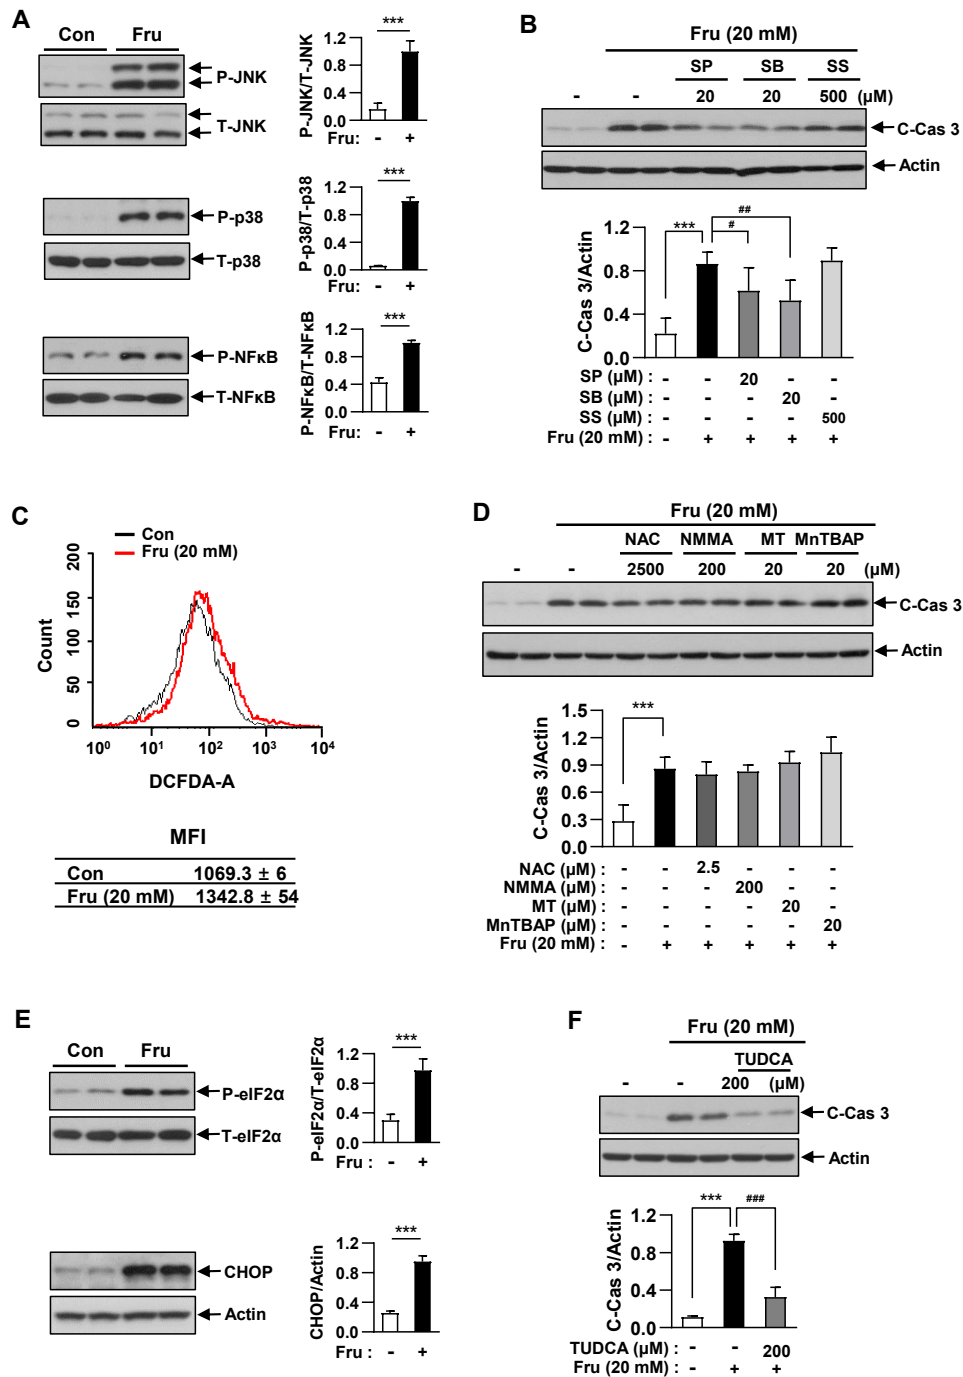 A
Con Fru
P-JNK
T-JNK
P-JNK/T-JNK
1.2
0.8
0.4
0.0
***
Fru: - +
P-p38
T-p38
P-p38/T-p38
1.2
0.8
0.4
0.0
***
Fru: - +
P-NFκB
T-NFκB
P-NFκB/T-NFκB
1.2
0.8
0.4
0.0
***
Fru: - +
B
Fru (20 mM)
SP SB SS
- - 20 20 500 (µM)
C-Cas 3
Actin
C-Cas 3/Actin
1.2
0.8
0.4
0.0
***
#
##
SP (µM) : - - 20 - -
SB (µM) : - - - 20 -
SS (µM) : - - - - 500
Fru (20 mM) : - + + + +
C
Con
Fru (20 mM)
Count
200
150
100
50
0
10⁰ 10¹ 10² 10³ 10⁴
DCFDA-A
MFI
Con 1069.3 ± 6
Fru (20 mM) 1342.8 ± 54
D
Fru (20 mM)
NAC NMMA MT MnTBAP
- - 2500 200 20 20 (µM)
C-Cas 3
Actin
C-Cas 3/Actin
1.5
1.2
0.9
0.6
0.3
0.0
***
NAC (µM) : - - 2.5 - - -
NMMA (µM) : - - - 200 - -
MT (µM) : - - - - 20 -
MnTBAP (µM) : - - - - - 20
Fru (20 mM) : - + + + + +
E
Con Fru
P-eIF2α
T-eIF2α
P-eIF2α/T-eIF2α
1.2
0.8
0.4
0.0
***
Fru : - +
CHOP
Actin
CHOP/Actin
1.2
0.8
0.4
0.0
***
Fru : - +
F
Fru (20 mM)
TUDCA
- - 200 (µM)
C-Cas 3
Actin
C-Cas 3/Actin
1.2
0.8
0.4
0.0
***
###
TUDCA (µM) : - - 200
Fru (20 mM) : - + +